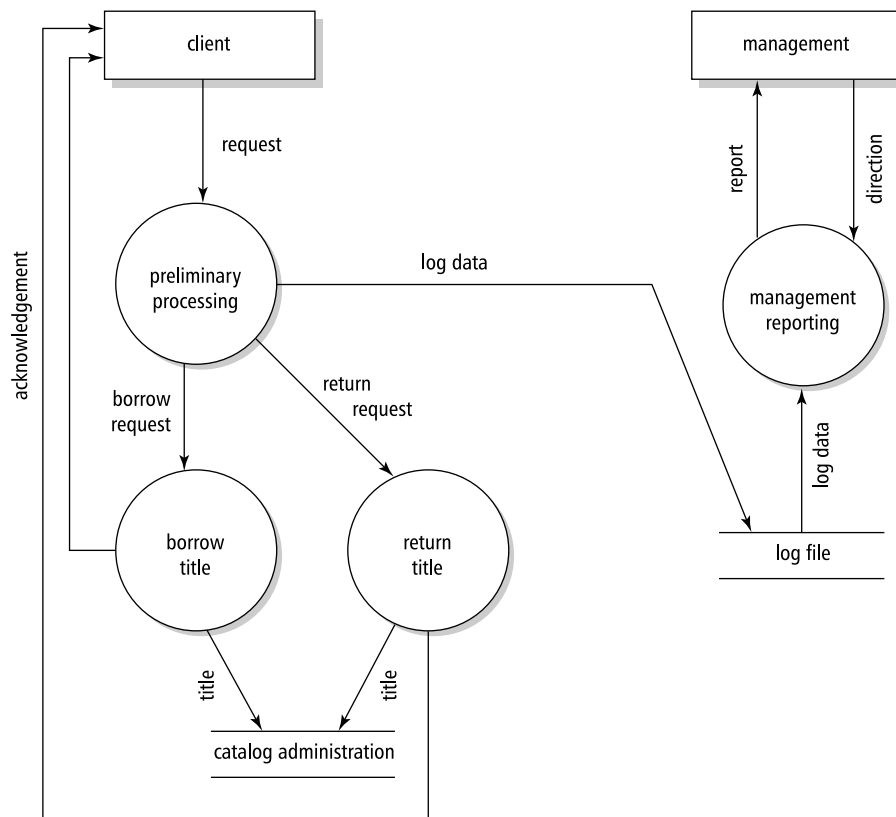 client
management
request
report
direction
acknowledgement
preliminary
processing
log data
management
reporting
return
request
borrow
request
log data
borrow
title
return
title
log file
title
title
catalog administration